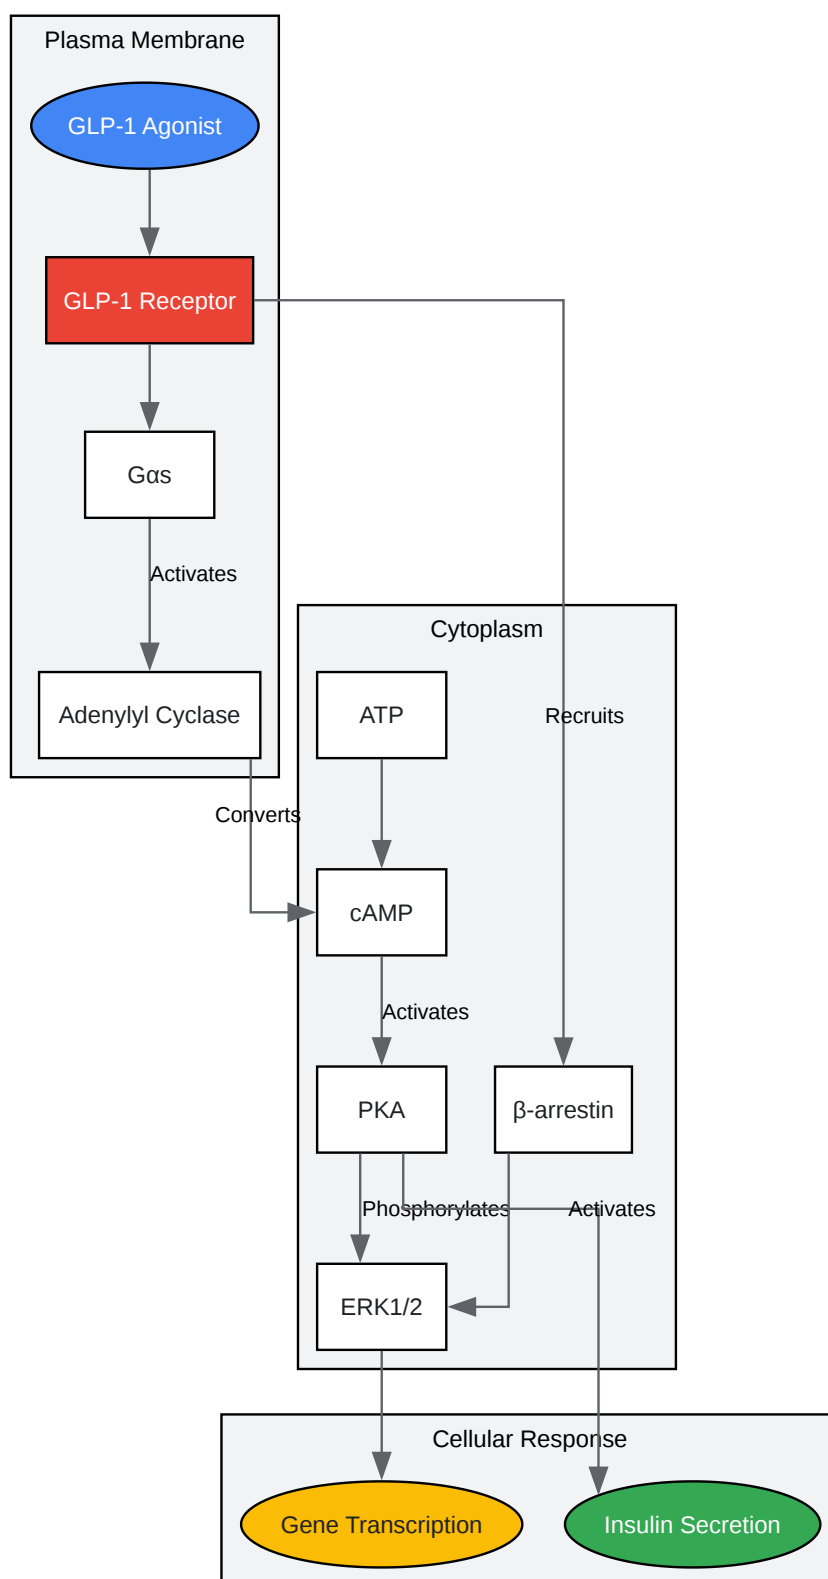 Plasma Membrane
GLP-1 Agonist
GLP-1 Receptor
Gαs
Activates
Adenylyl Cyclase
Cytoplasm
ATP
Recruits
Converts
cAMP
Activates
PKA
β-arrestin
Phosphorylates
Activates
ERK1/2
Cellular Response
Gene Transcription
Insulin Secretion